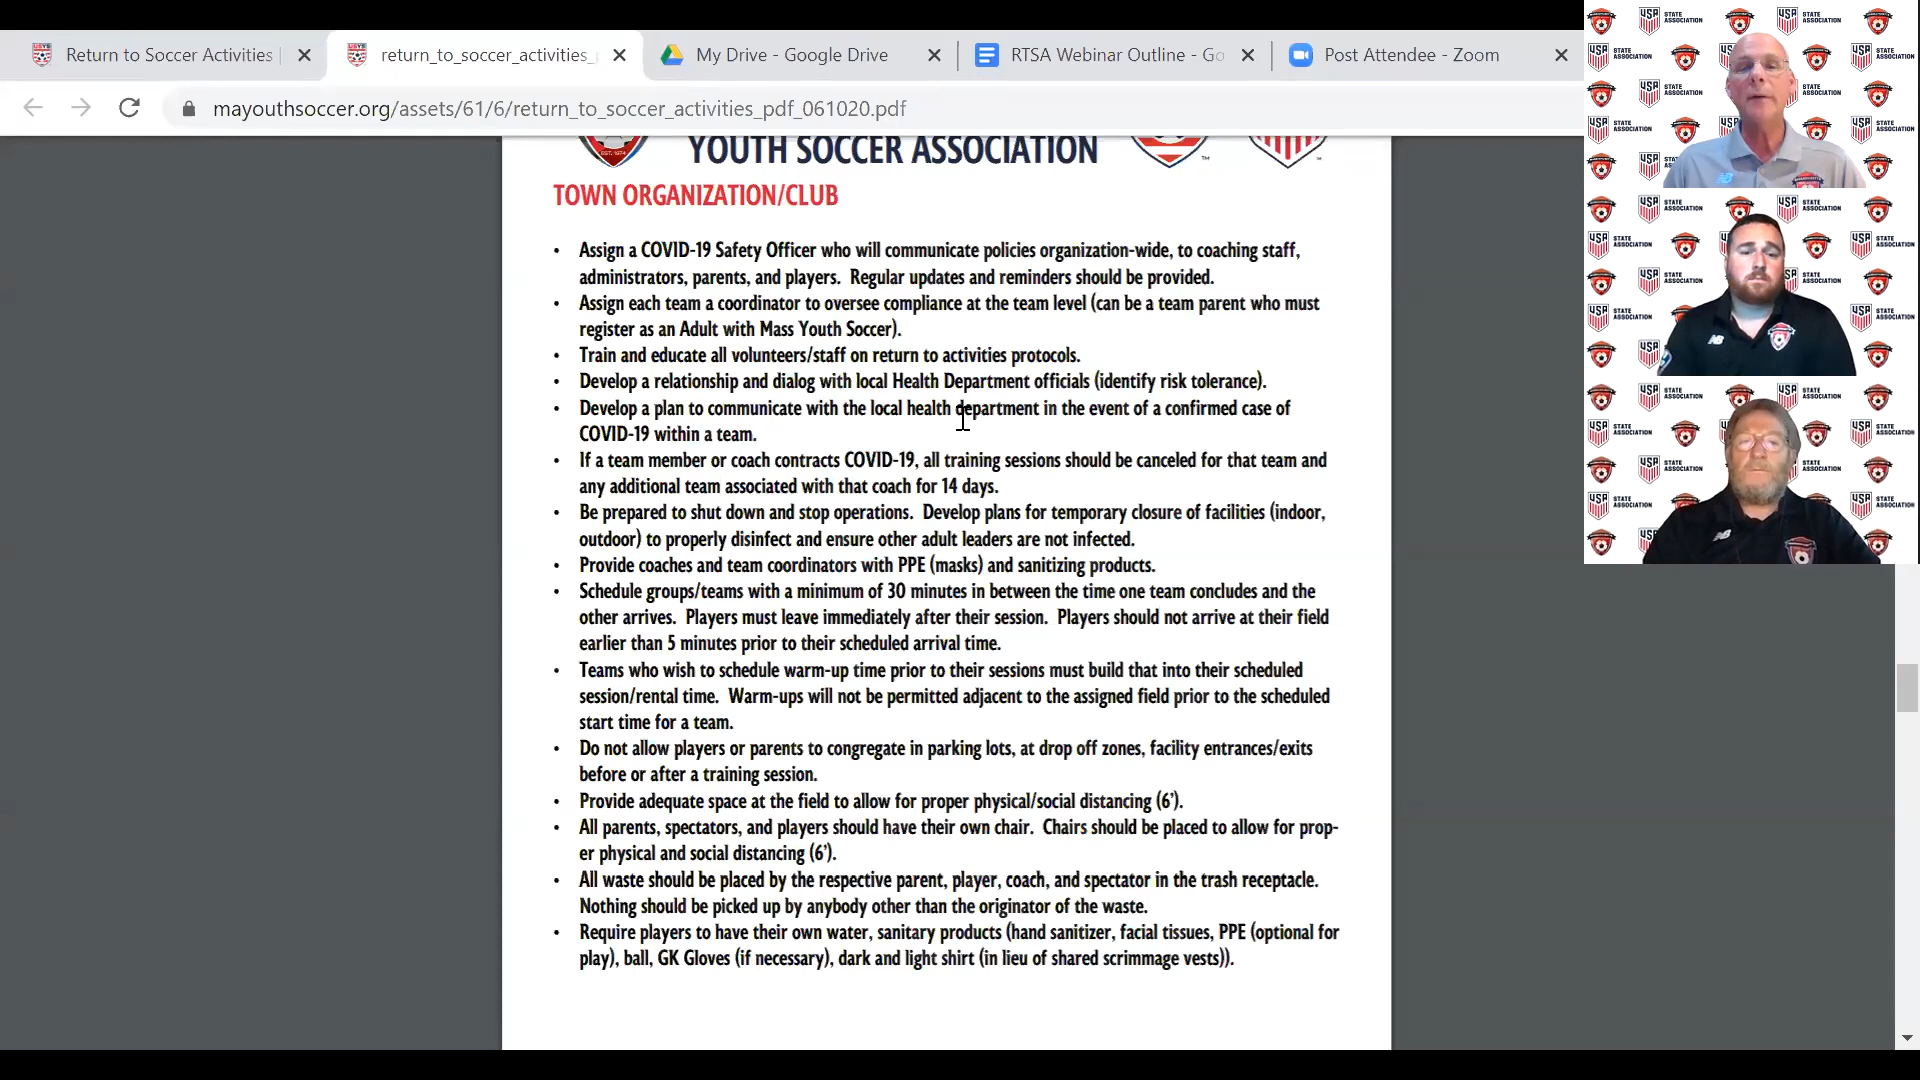 Return to Soccer Activities
return_to_soccer_activities_
My Drive - Google Drive
RTSA Webinar Outline - Go
Post Attendee - Zoom
mayouthsoccer.org/assets/61/6/return_to_soccer_activities_pdf_061020.pdf
YOUTH SOCCER ASSOCIATION
TOWN ORGANIZATION/CLUB
• Assign a COVID-19 Safety Officer who will communicate policies organization-wide, to coaching staff,
administrators, parents, and players. Regular updates and reminders should be provided.
• Assign each team a coordinator to oversee compliance at the team level (can be a team parent who must
register as an Adult with Mass Youth Soccer).
• Train and educate all volunteers/staff on return to activities protocols.
• Develop a relationship and dialog with local Health Department officials (identify risk tolerance).
• Develop a plan to communicate with the local health department in the event of a confirmed case of
COVID-19 within a team.
• If a team member or coach contracts COVID-19, all training sessions should be canceled for that team and
any additional team associated with that coach for 14 days.
• Be prepared to shut down and stop operations. Develop plans for temporary closure of facilities (indoor,
outdoor) to properly disinfect and ensure other adult leaders are not infected.
• Provide coaches and team coordinators with PPE (masks) and sanitizing products.
• Schedule groups/teams with a minimum of 30 minutes in between the time one team concludes and the
other arrives. Players must leave immediately after their session. Players should not arrive at their field
earlier than 5 minutes prior to their scheduled arrival time.
• Teams who wish to schedule warm-up time prior to their sessions must build that into their scheduled
session/rental time. Warm-ups will not be permitted adjacent to the assigned field prior to the scheduled
start time for a team.
• Do not allow players or parents to congregate in parking lots, at drop off zones, facility entrances/exits
before or after a training session.
• Provide adequate space at the field to allow for proper physical/social distancing (6').
• All parents, spectators, and players should have their own chair. Chairs should be placed to allow for prop-
er physical and social distancing (6').
• All waste should be placed by the respective parent, player, coach, and spectator in the trash receptacle.
Nothing should be picked up by anybody other than the originator of the waste.
• Require players to have their own water, sanitary products (hand sanitizer, facial tissues, PPE (optional for
play), ball, GK Gloves (if necessary), dark and light shirt (in lieu of shared scrimmage vests)).
USA STATE ASSOCIATION